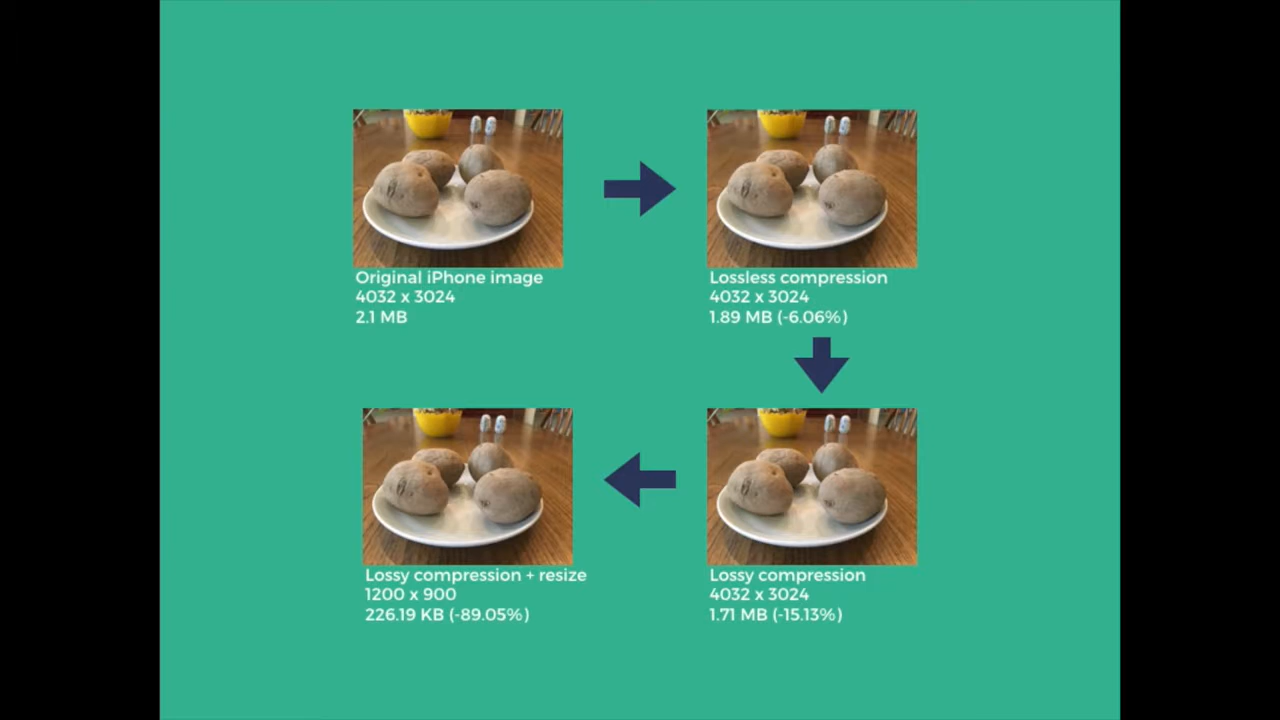 Original iPhone image
4032 x 3024
2.1 MB
Lossless compression
4032 x 3024
1.89 MB (-6.06%)
Lossy compression + resize
1200 x 900
226.19 KB (-89.05%)
Lossy compression
4032 x 3024
1.71 MB (-15.13%)